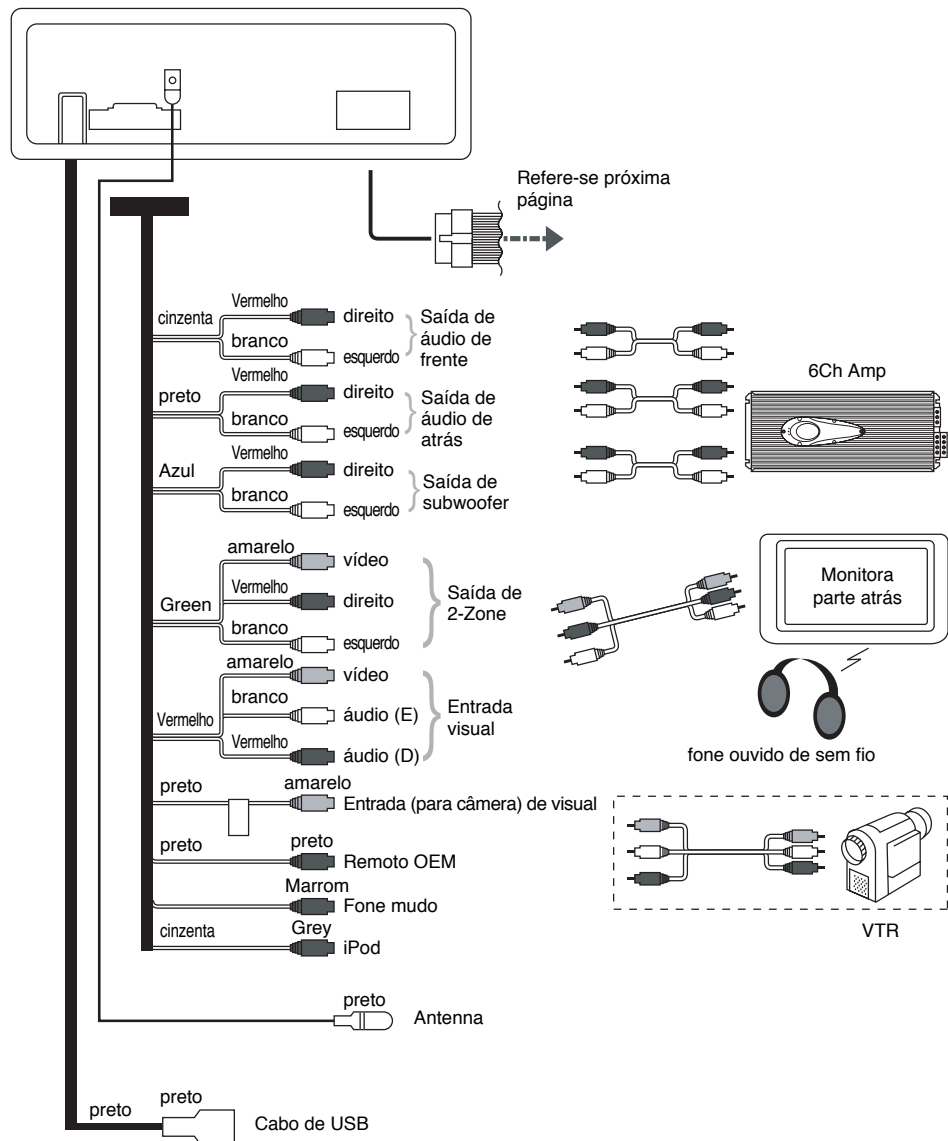 Refere-se próxima
página
cinzenta
Vermelho
direito
branco
esquerdo
Saída de
áudio de
frente
preto
Vermelho
direito
branco
esquerdo
Saída de
áudio de
atrás
Azul
Vermelho
direito
branco
esquerdo
Saída de
subwoofer
6Ch Amp
Green
amarelo
vídeo
Vermelho
direito
branco
esquerdo
Saída de
2-Zone
Monitora
parte atrás
fone ouvido de sem fio
Vermelho
amarelo
vídeo
branco
áudio (E)
Vermelho
áudio (D)
Entrada
visual
preto
amarelo
Entrada (para câmera) de visual
preto
preto
Remoto OEM
Marrom
Fone mudo
cinzenta
Grey
iPod
VTR
preto
Antenna
preto
preto
Cabo de USB